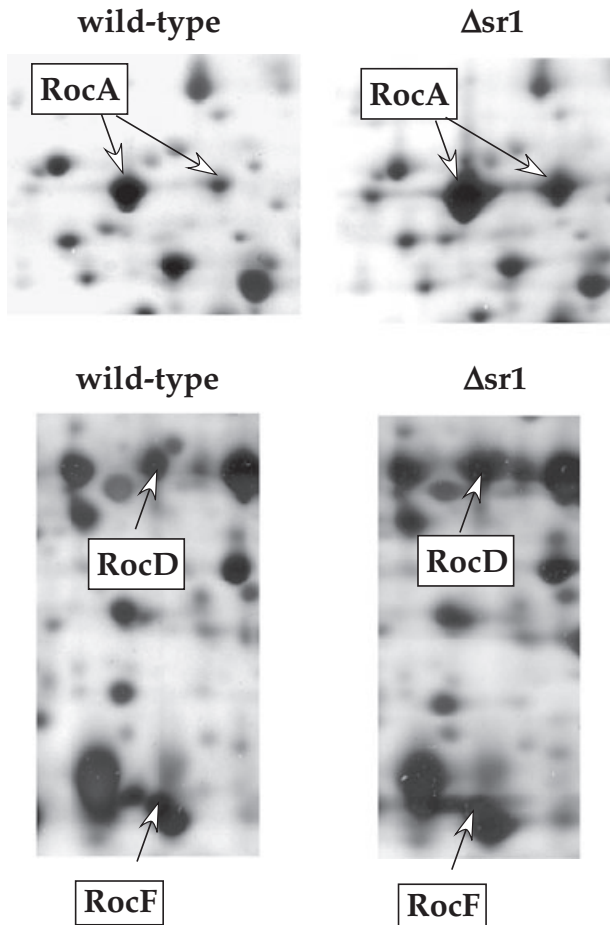 wild-type Δsr1
RocA RocA
wild-type Δsr1
RocD RocD
RocF RocF